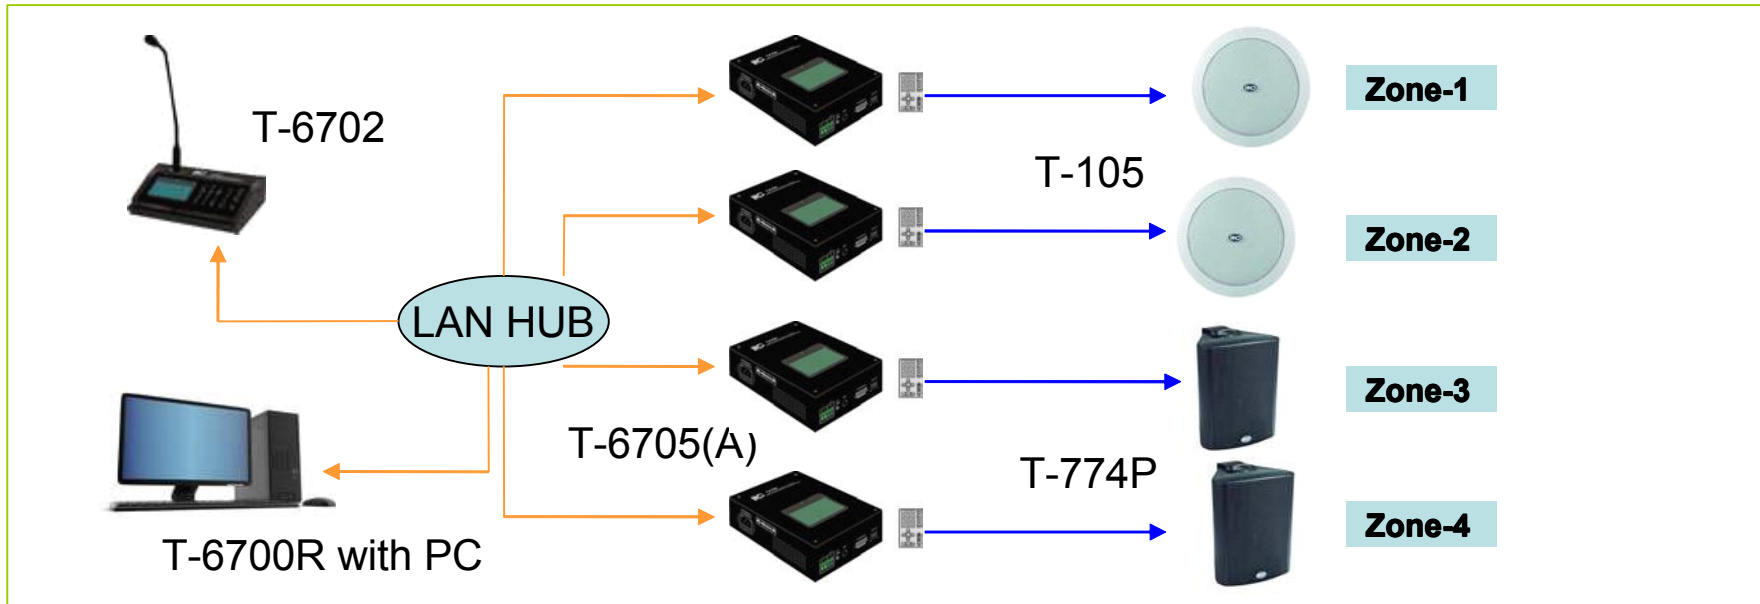 T-6702
Zone-1
T-105
Zone-2
LAN HUB
Zone-3
T-6705(A)
T-774P
Zone-4
T-6700R with PC